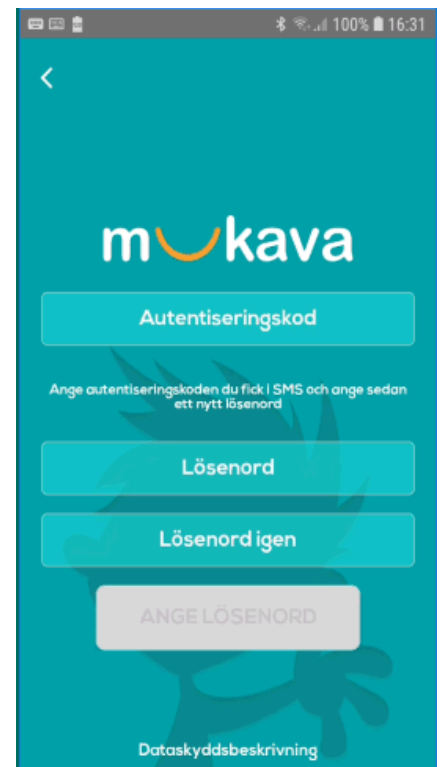 100% 16:31
mukava
Autentiseringskod
Ange autentiseringskoden du fick i SMS och ange sedan
ett nytt lösenord
Lösenord
Lösenord igen
ANGE LÖSENORD
Dataskyddsbeskrivning